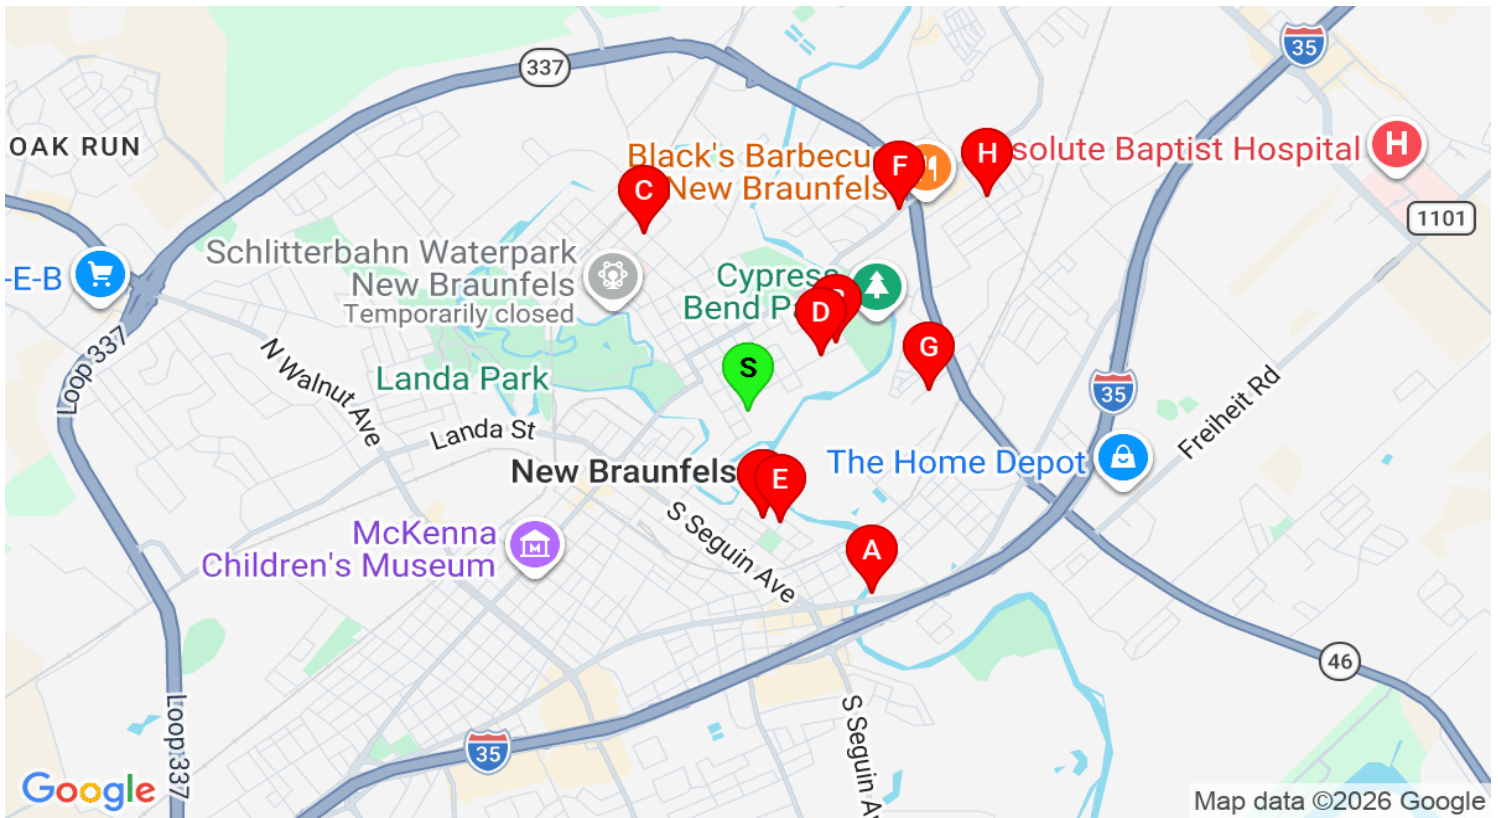 35
337
OAK RUN
Black's Barbecu
New Braunfels
F
H
solute Baptist Hospital
H
C
1101
Schlitterbahn Waterpark
New Braunfels
Temporarily closed
-E-B
Cypress
Bend Pa
D
G
S
Loop 337
N Walnut Ave
Landa Park
35
Freiheit Rd
Landa St
New Braunfels
E
The Home Depot
S Seguin Ave
McKenna
Children's Museum
A
46
Loop 337
S Seguin Av
35
Google
Map data ©2026 Google